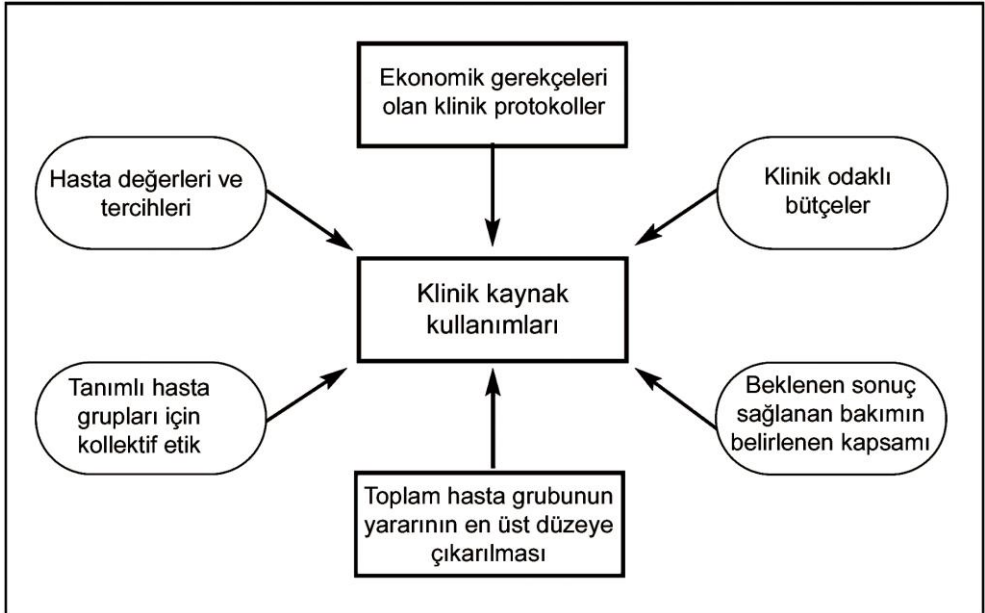 Ekonomik gerekçeleri
olan klinik protokoller
Hasta değerleri ve
tercihleri
Klinik odaklı
bütçeler
Klinik kaynak
kullanımları
Tanımlı hasta
grupları için
kollektif etik
Beklenen sonuç
sağlanan bakımın
belirlenen kapsamı
Toplam hasta grubunun
yararının en üst düzeye
çıkarılması